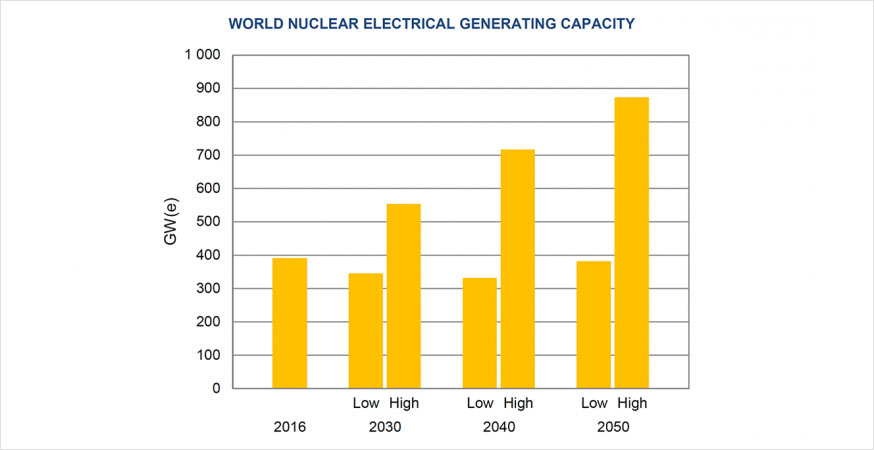 WORLD NUCLEAR ELECTRICAL GENERATING CAPACITY
1 000
900
800
700
600
500
400
300
200
100
0
GW(e)
Low High Low High Low High
2016 2030 2040 2050